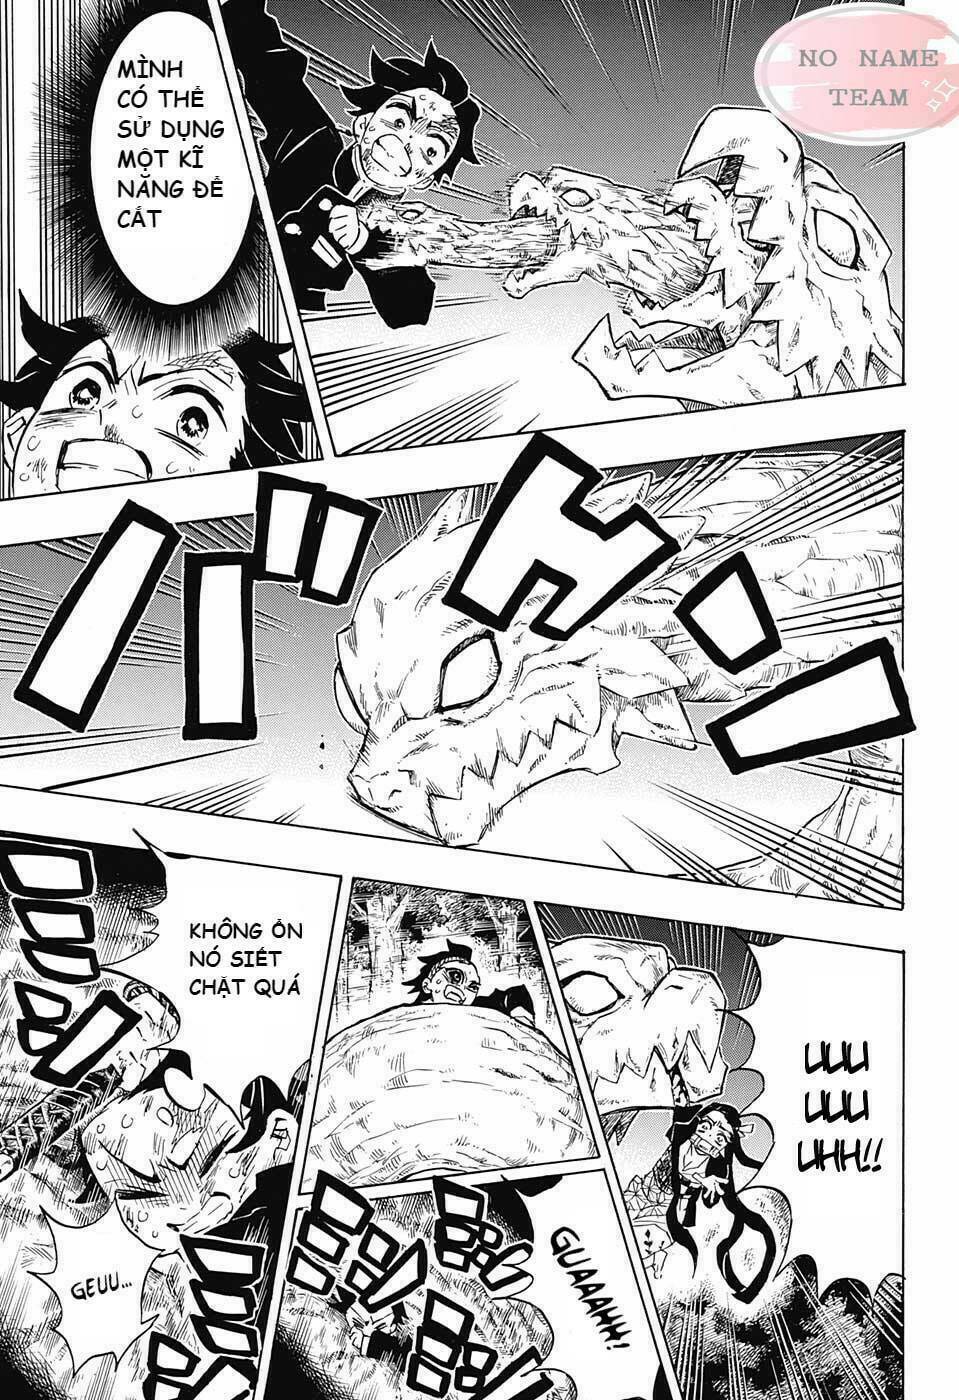 NO NAME
TEAM
MÌNH
CÓ THỂ
SỬ DỤNG
MỘT KĨ
NĂNG ĐỂ
CẮT
UUU
UUU
UHH!!
KHÔNG ỔN
NÓ SIẾT
CHẶT QUÁ
GUAAAHH!
GEUU...